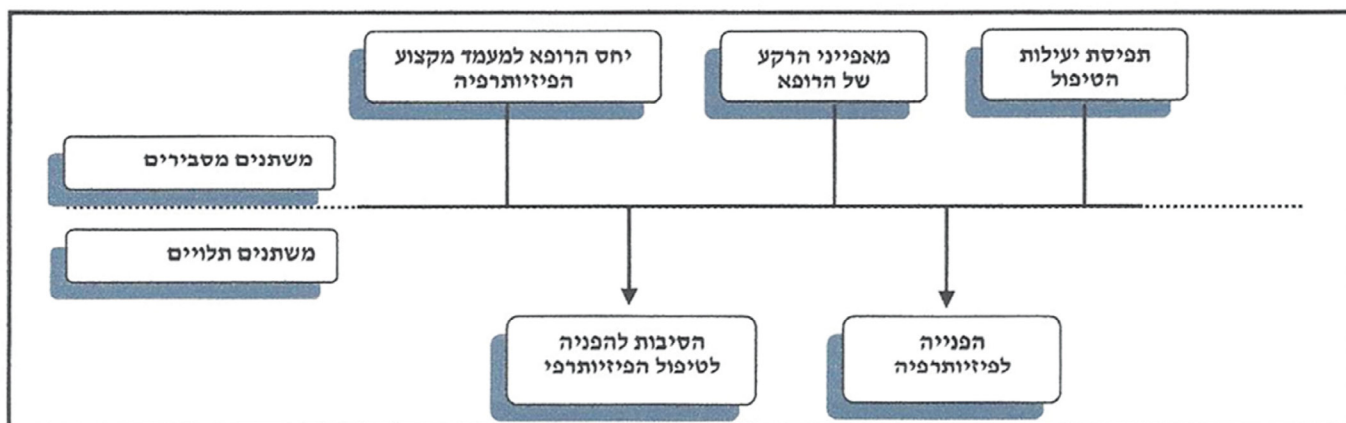 תפיסת יעילות
הטיפול
מאפייני הרקע
של הרופא
יחס הרופא למעמד מקצוע
הפיזיותרפיה
משתנים מסבירים
משתנים תלויים
הפנייה
לפיזיותרפיה
הסיבות להפניה
לטיפול הפיזיותרפי